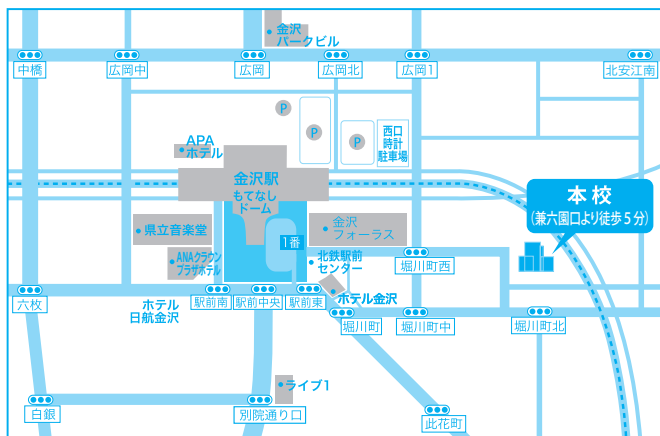 金沢
パークビル
中橋
広岡中
広岡
広岡北
広岡1
北安江南
P
P
P
西口
時計
駐車場
APA
ホテル
金沢駅
もてなし
ドーム
本校
(兼六園口より徒歩5分)
県立音楽堂
金沢
フォーラス
1番
ANAクラウン
プラザホテル
北鉄駅前
センター
堀川町西
ホテル金沢
六枚
ホテル
日航金沢
駅前南
駅前中央
駅前東
堀川町
堀川町中
堀川町北
ライブ1
白銀
別院通り口
此花町